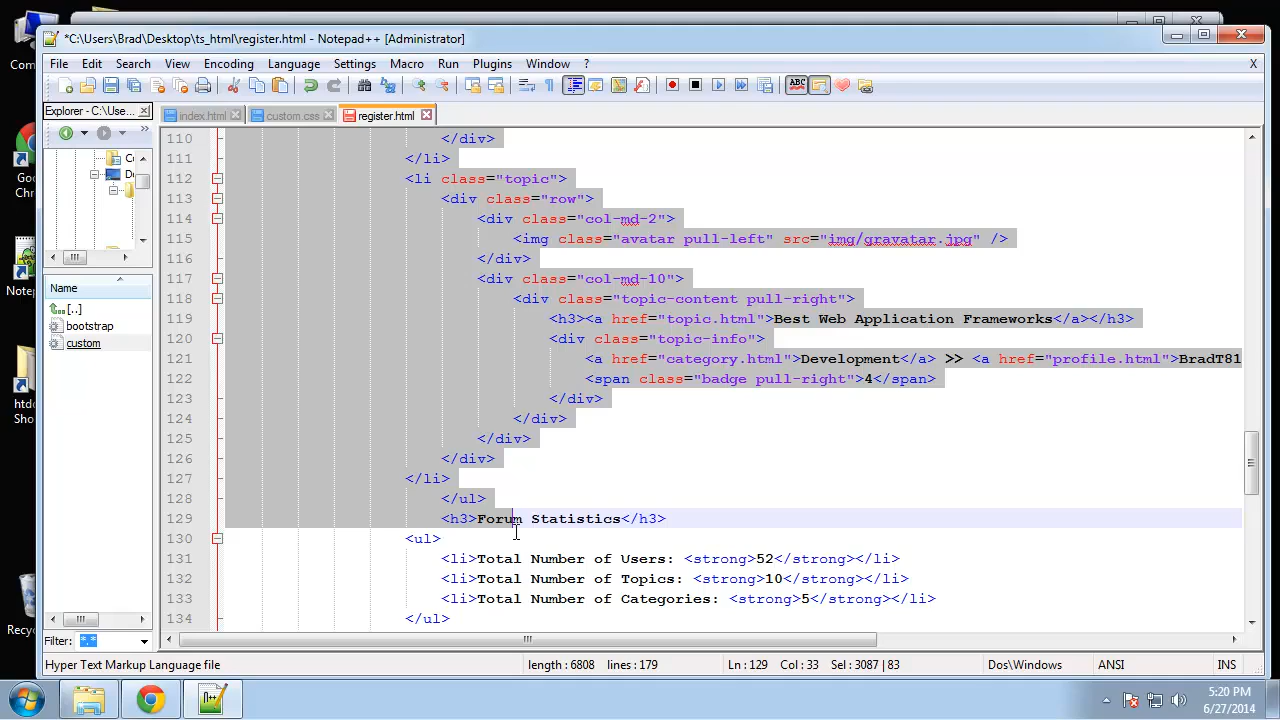 *C:\Users\Brad\Desktop\ts_html\register.html - Notepad++ [Administrator]
File Edit Search View Encoding Language Settings Macro Run Plugins Window ? X
Explorer - C:\Use...
index.html custom.css register.html
110 </div>
111 </li>
112 <li class="topic">
113 <div class="row">
114 <div class="col-md-2">
115 <img class="avatar pull-left" src="img/gravatar.jpg" />
116 </div>
117 <div class="col-md-10">
118 <div class="topic-content pull-right">
119 <h3><a href="topic.html">Best Web Application Frameworks</a></h3>
120 <div class="topic-info">
121 <a href="category.html">Development</a> >> <a href="profile.html">BradT81
122 <span class="badge pull-right">4</span>
123 </div>
124 </div>
125 </div>
126 </div>
127 </li>
128 </ul>
129 <h3>Forum Statistics</h3>
130 <ul>
131 <li>Total Number of Users: <strong>52</strong></li>
132 <li>Total Number of Topics: <strong>10</strong></li>
133 <li>Total Number of Categories: <strong>5</strong></li>
134 </ul>
Name
[..]
bootstrap
custom
Filter: *.*
Hyper Text Markup Language file length : 6808 lines : 179 Ln : 129 Col : 33 Sel : 3087 | 83 Dos\Windows ANSI INS
5:20 PM
6/27/2014